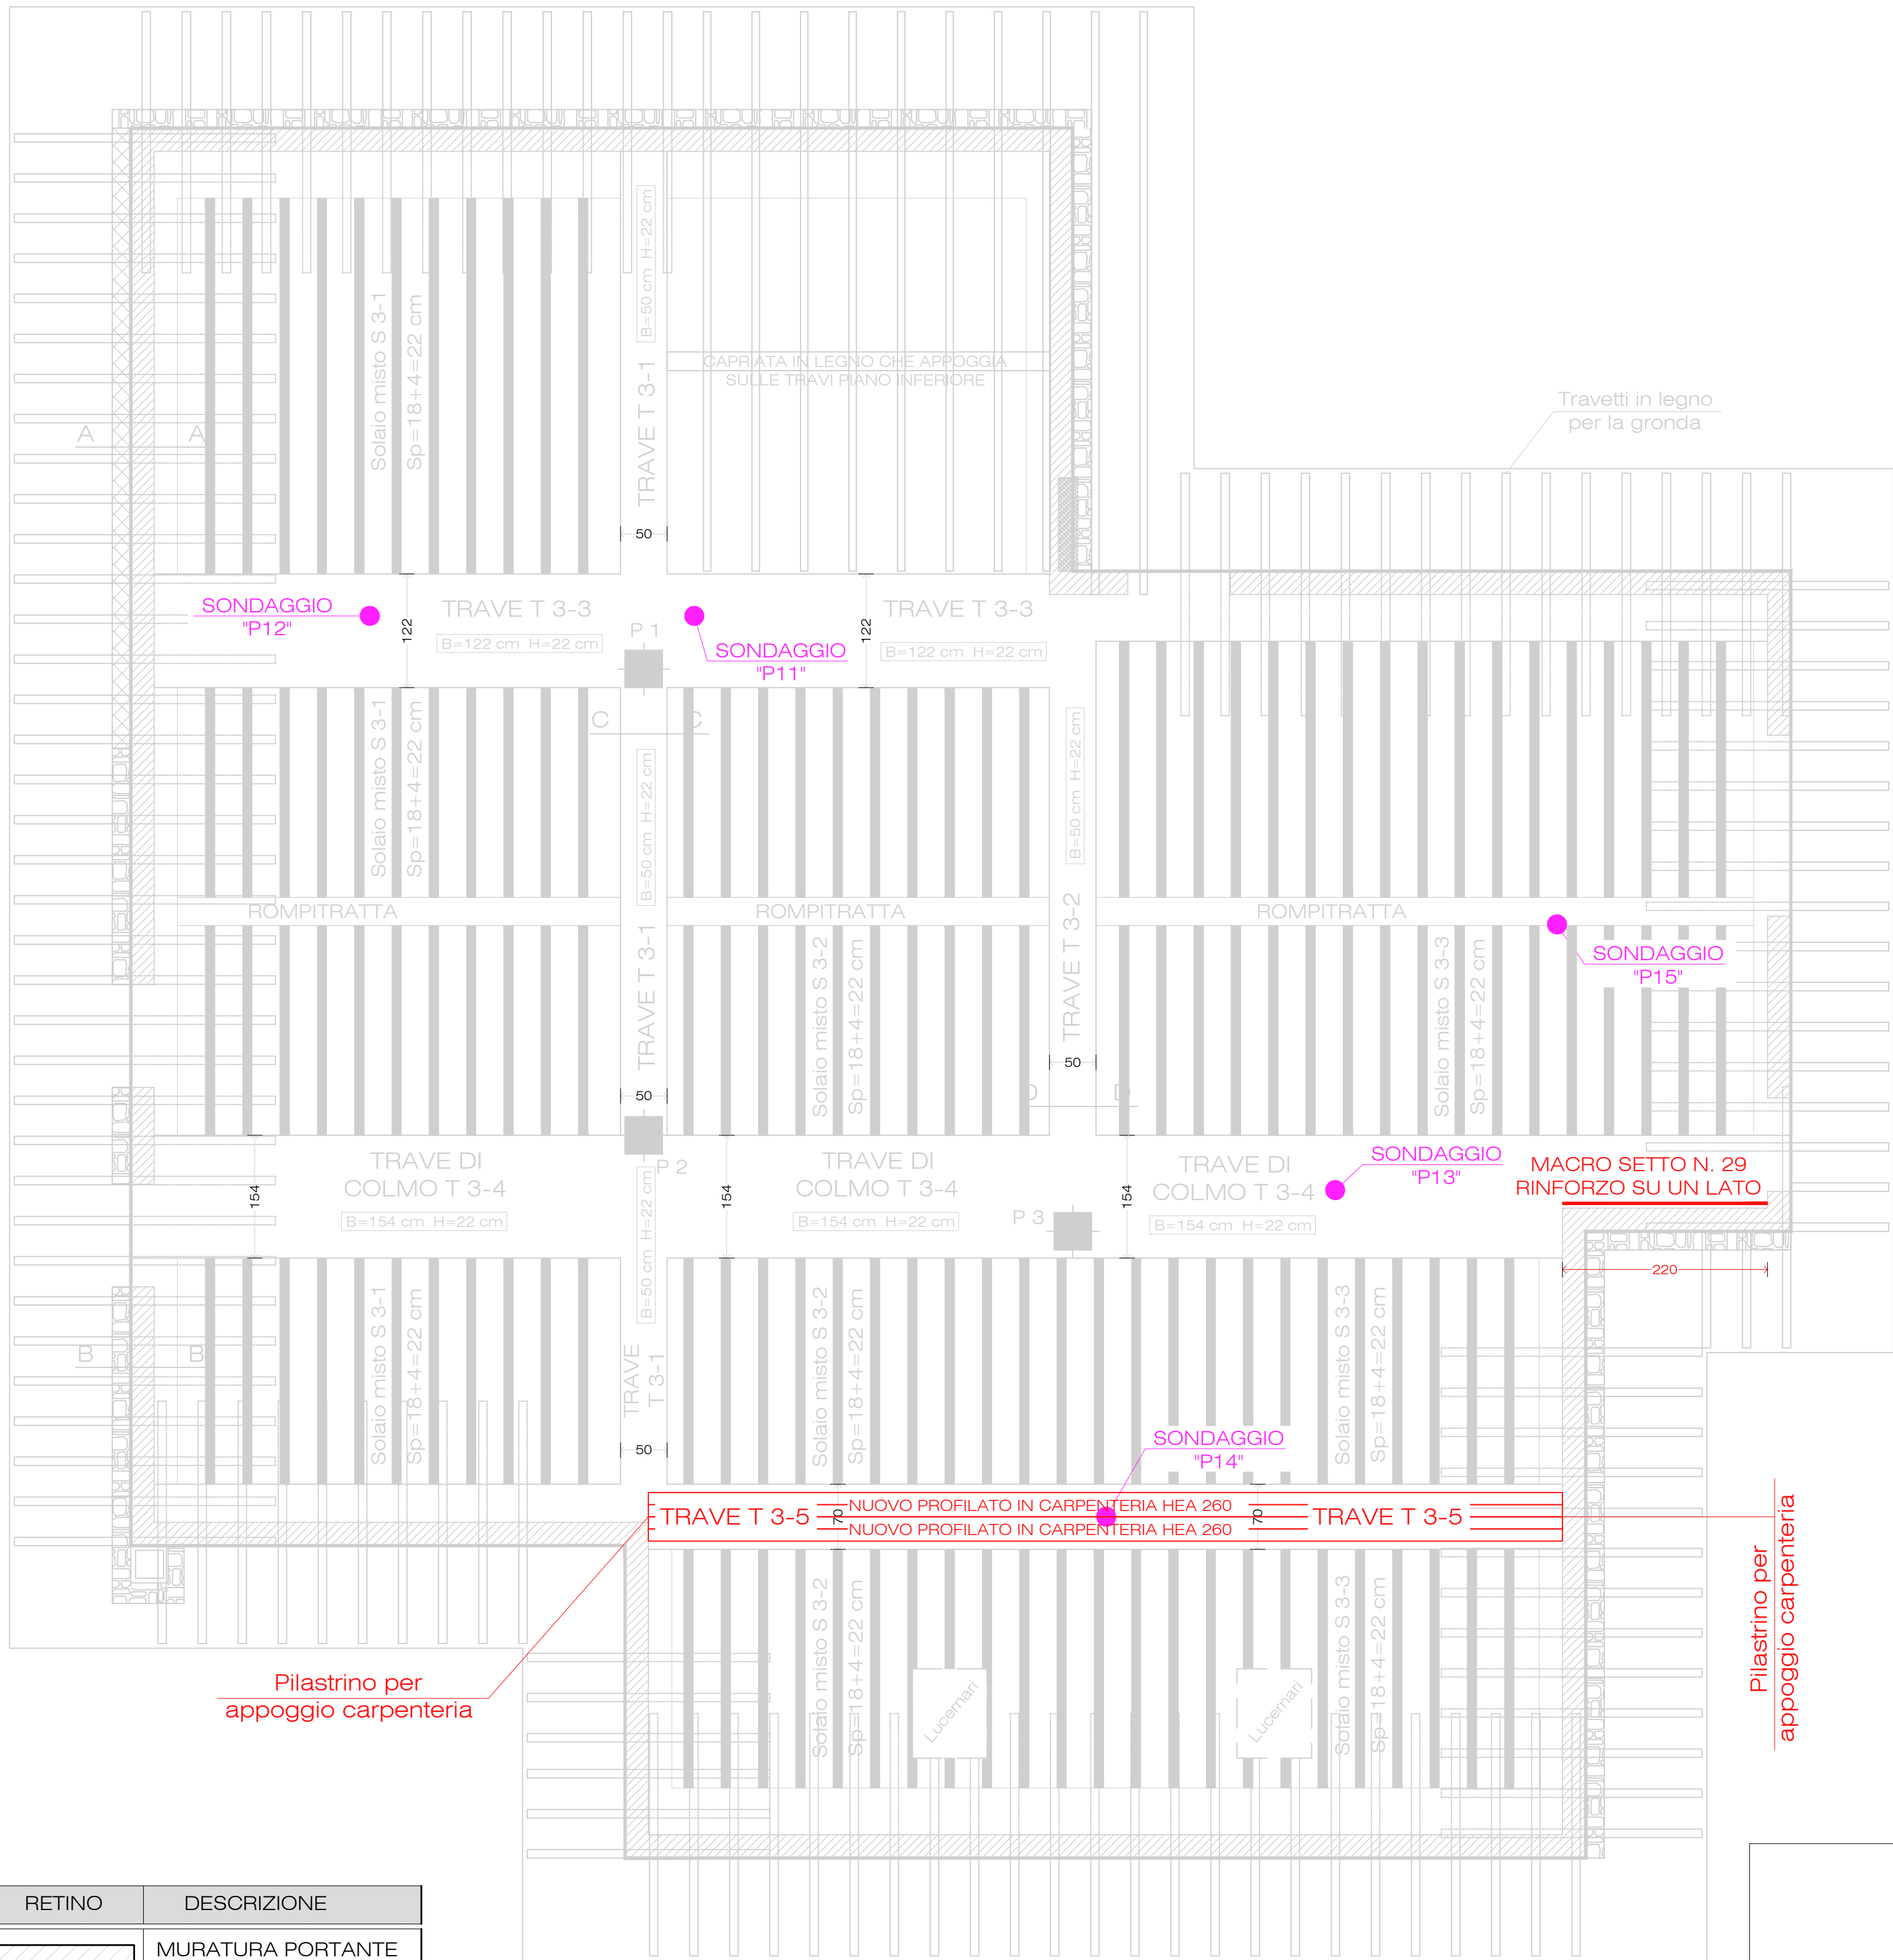 B=50 cm H=22 cm
Solaio misto S 3-1
Sp=18+4=22 cm
TRAVE T 3-1
CAPRIATA IN LEGNO CHE APPOGGIA
SULLE TRAVI PIANO INFERIORE
Travetti in legno
per la gronda
A
A
50
SONDAGGIO
"P12"
122
TRAVE T 3-3
B=122 cm H=22 cm
P 1
SONDAGGIO
"P11"
122
TRAVE T 3-3
B=122 cm H=22 cm
Solaio misto S 3-1
Sp=18+4=22 cm
C
C
B=50 cm H=22 cm
B=50 cm H=22 cm
ROMPITRATTA
ROMPITRATTA
ROMPITRATTA
TRAVE T 3-1
TRAVE T 3-2
Solaio misto S 3-2
Sp=18+4=22 cm
Solaio misto S 3-3
Sp=18+4=22 cm
SONDAGGIO
"P15"
50
50
D
D
P 2
154
TRAVE DI
COLMO T 3-4
B=154 cm H=22 cm
B=50 cm H=22 cm
154
TRAVE DI
COLMO T 3-4
B=154 cm H=22 cm
P 3
154
TRAVE DI
COLMO T 3-4
B=154 cm H=22 cm
SONDAGGIO
"P13"
MACRO SETTO N. 29
RINFORZO SU UN LATO
220
B
B
Solaio misto S 3-1
Sp=18+4=22 cm
TRAVE
T 3-1
50
Solaio misto S 3-2
Sp=18+4=22 cm
Solaio misto S 3-3
Sp=18+4=22 cm
SONDAGGIO
"P14"
TRAVE T 3-5
NUOVO PROFILATO IN CARPENTERIA HEA 260
NUOVO PROFILATO IN CARPENTERIA HEA 260
70
70
TRAVE T 3-5
Pilastrino per
appoggio carpenteria
Pilastrino per
appoggio carpenteria
Solaio misto S 3-2
Sp=18+4=22 cm
Lucernari
Lucernari
Solaio misto S 3-3
Sp=18+4=22 cm
RETINO
DESCRIZIONE
MURATURA PORTANTE